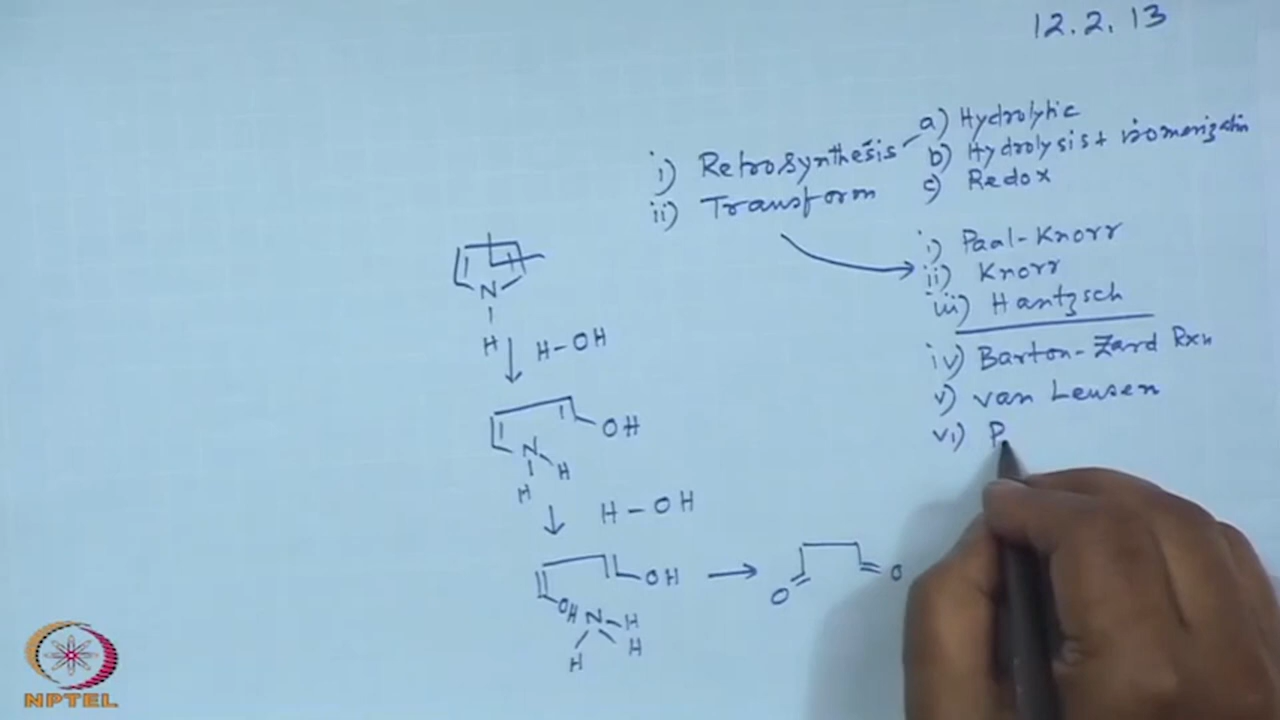 12.2.13
i) Retrosynthesis
ii) Transform
a) Hydrolytic
b) Hydrolysis + isomerizatin
c) Redox
i) Paal-Knorr
ii) Knorr
iii) Hantzsch
iv) Barton-Zard Rxn
v) van Leusen
vi) P
N
H
H-OH
OH
N
H
H
H-OH
OH
OH
N-H
H
H
O
O
NPTEL